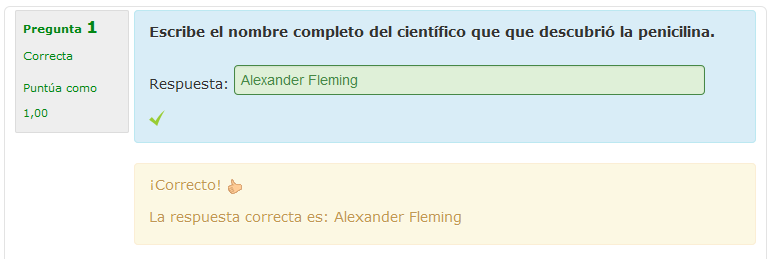 Pregunta 1
Correcta
Puntúa como
1,00
Escribe el nombre completo del científico que que descubrió la penicilina.
Respuesta: Alexander Fleming
¡Correcto!
La respuesta correcta es: Alexander Fleming